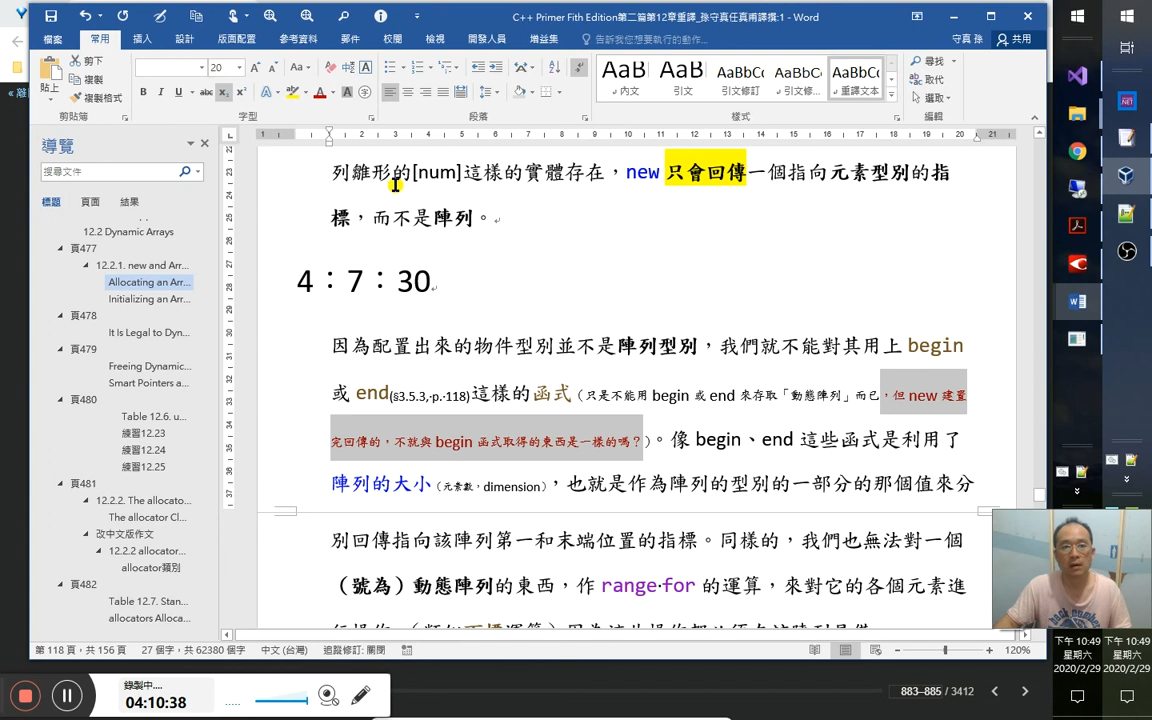 C++ Primer Fith Edition第二篇第12章重譯_孫守真任真甫譯撰:1 - Word
檔案 常用 插入 設計 版面配置 參考資料 郵件 校閱 檢視 開發人員 增益集 告訴我您想要執行的動作... 守真 孫 共用
貼上 剪下 複製 複製格式 剪貼簿
20 字型
段落
AaB 內文 AaB 引文 AaBbCc 引文修訂 AaBbCc 引文修... AaBbCc 重譯文本 樣式
尋找 取代 選取 編輯
導覽
搜尋文件
標題 頁面 結果
12.2 Dynamic Arrays
頁477
12.2.1. new and Arr...
Allocating an Arr...
Initializing an Arr...
頁478
It Is Legal to Dyn...
頁479
Freeing Dynamic...
Smart Pointers a...
頁480
Table 12.6. u...
練習12.23
練習12.24
練習12.25
頁481
12.2.2. The allocato...
The allocator Cl...
改中文版作文
12.2.2 allocator...
allocator類別
頁482
Table 12.7. Stan...
allocators Alloca...
列雛形的[num]這樣的實體存在，new 只會回傳一個指向元素型別的指
標，而不是陣列。
4：7：30
因為配置出來的物件型別並不是陣列型別，我們就不能對其用上 begin
或 end(§3.5.3,·p.·118)這樣的函式（只是不能用 begin 或 end 來存取「動態陣列」而已，但 new 建置
完回傳的，不就與 begin 函式取得的東西是一樣的嗎？）。像 begin、end 這些函式是利用了
陣列的大小（元素數，dimension），也就是作為陣列的型別的一部分的那個值來分
別回傳指向該陣列第一和末端位置的指標。同樣的，我們也無法對一個
（號為）動態陣列的東西，作 range·for 的運算，來對它的各個元素進
第 118 頁，共 156 頁 27 個字，共 62380 個字 中文 (台灣) 追蹤修訂: 關閉 120%
錄製中...
04:10:38
883–885 / 3412
下午 10:49 下午 10:49
星期六 星期六
2020/2/29 2020/2/29